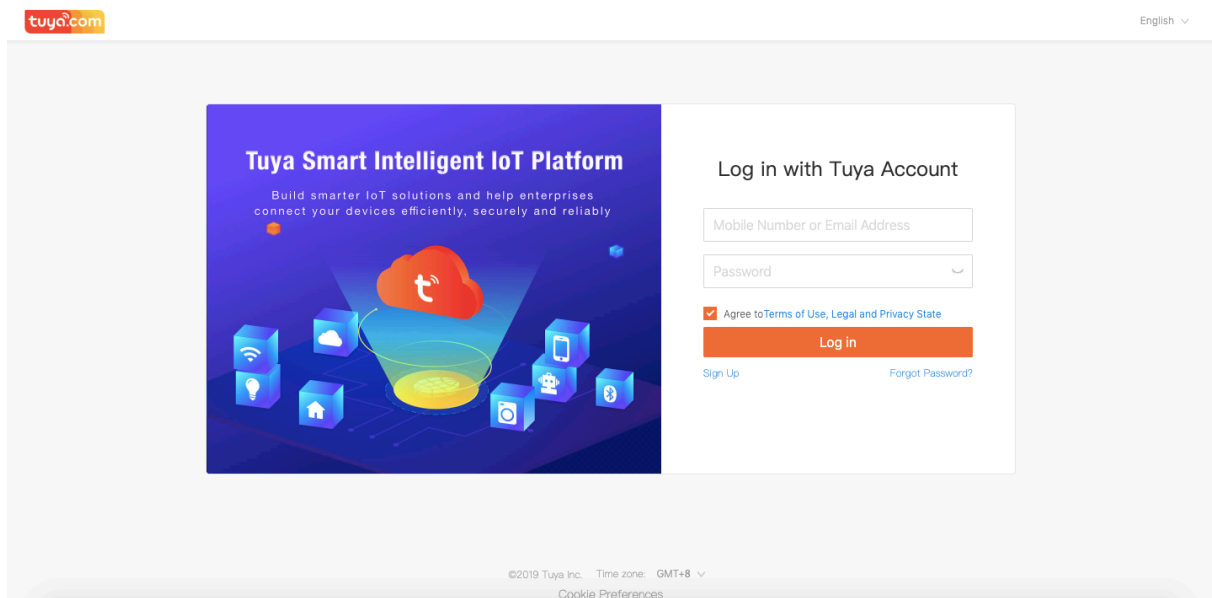 tuya.com
English
Tuya Smart Intelligent IoT Platform
Build smarter IoT solutions and help enterprises
connect your devices efficiently, securely and reliably
t
Log in with Tuya Account
Mobile Number or Email Address
Password
Agree toTerms of Use, Legal and Privacy State
Log in
Sign Up Forgot Password?
©2019 Tuya Inc. Time zone: GMT+8
Cookie Preferences